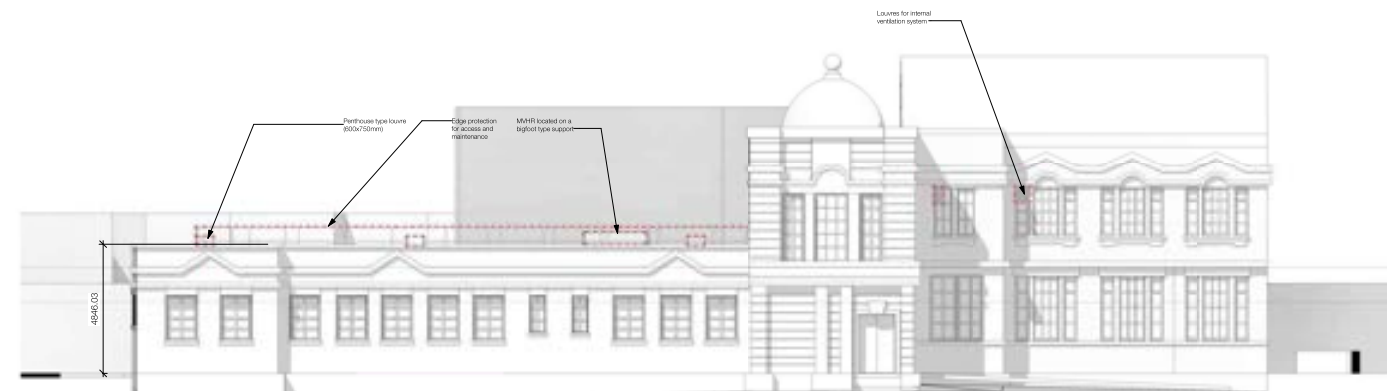 Louvres for internal
ventilation system
Penthouse type louvre
(600x750mm)
Edge protection
for access and
maintenance
MVHR located on a
bigfoot type support
4846.03